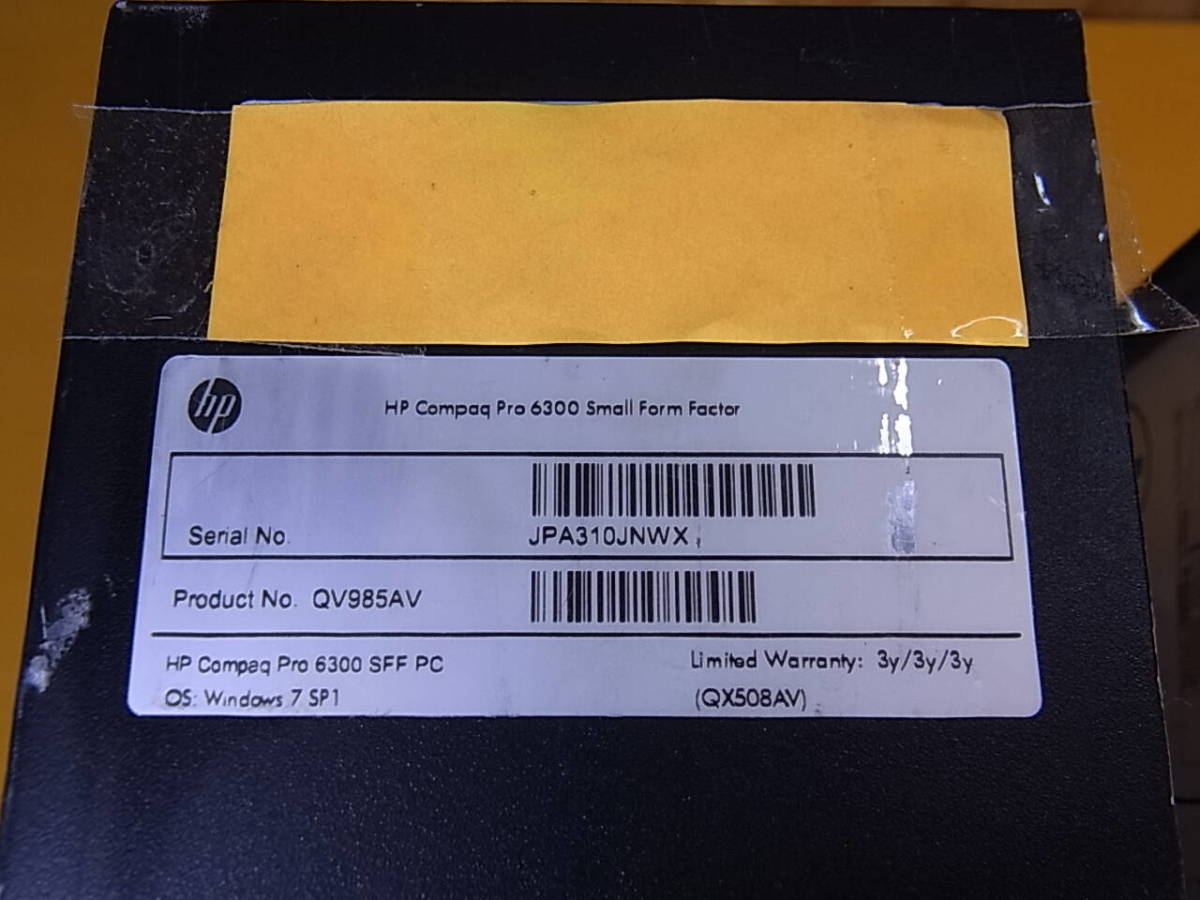 hp
HP Compaq Pro 6300 Small Form Factor
Serial No.
JPA310JNWX
Product No. QV985AV
HP Compaq Pro 6300 SFF PC
Limited Warranty: 3y/3y/3y
OS: Windows 7 SP1
(QX508AV)